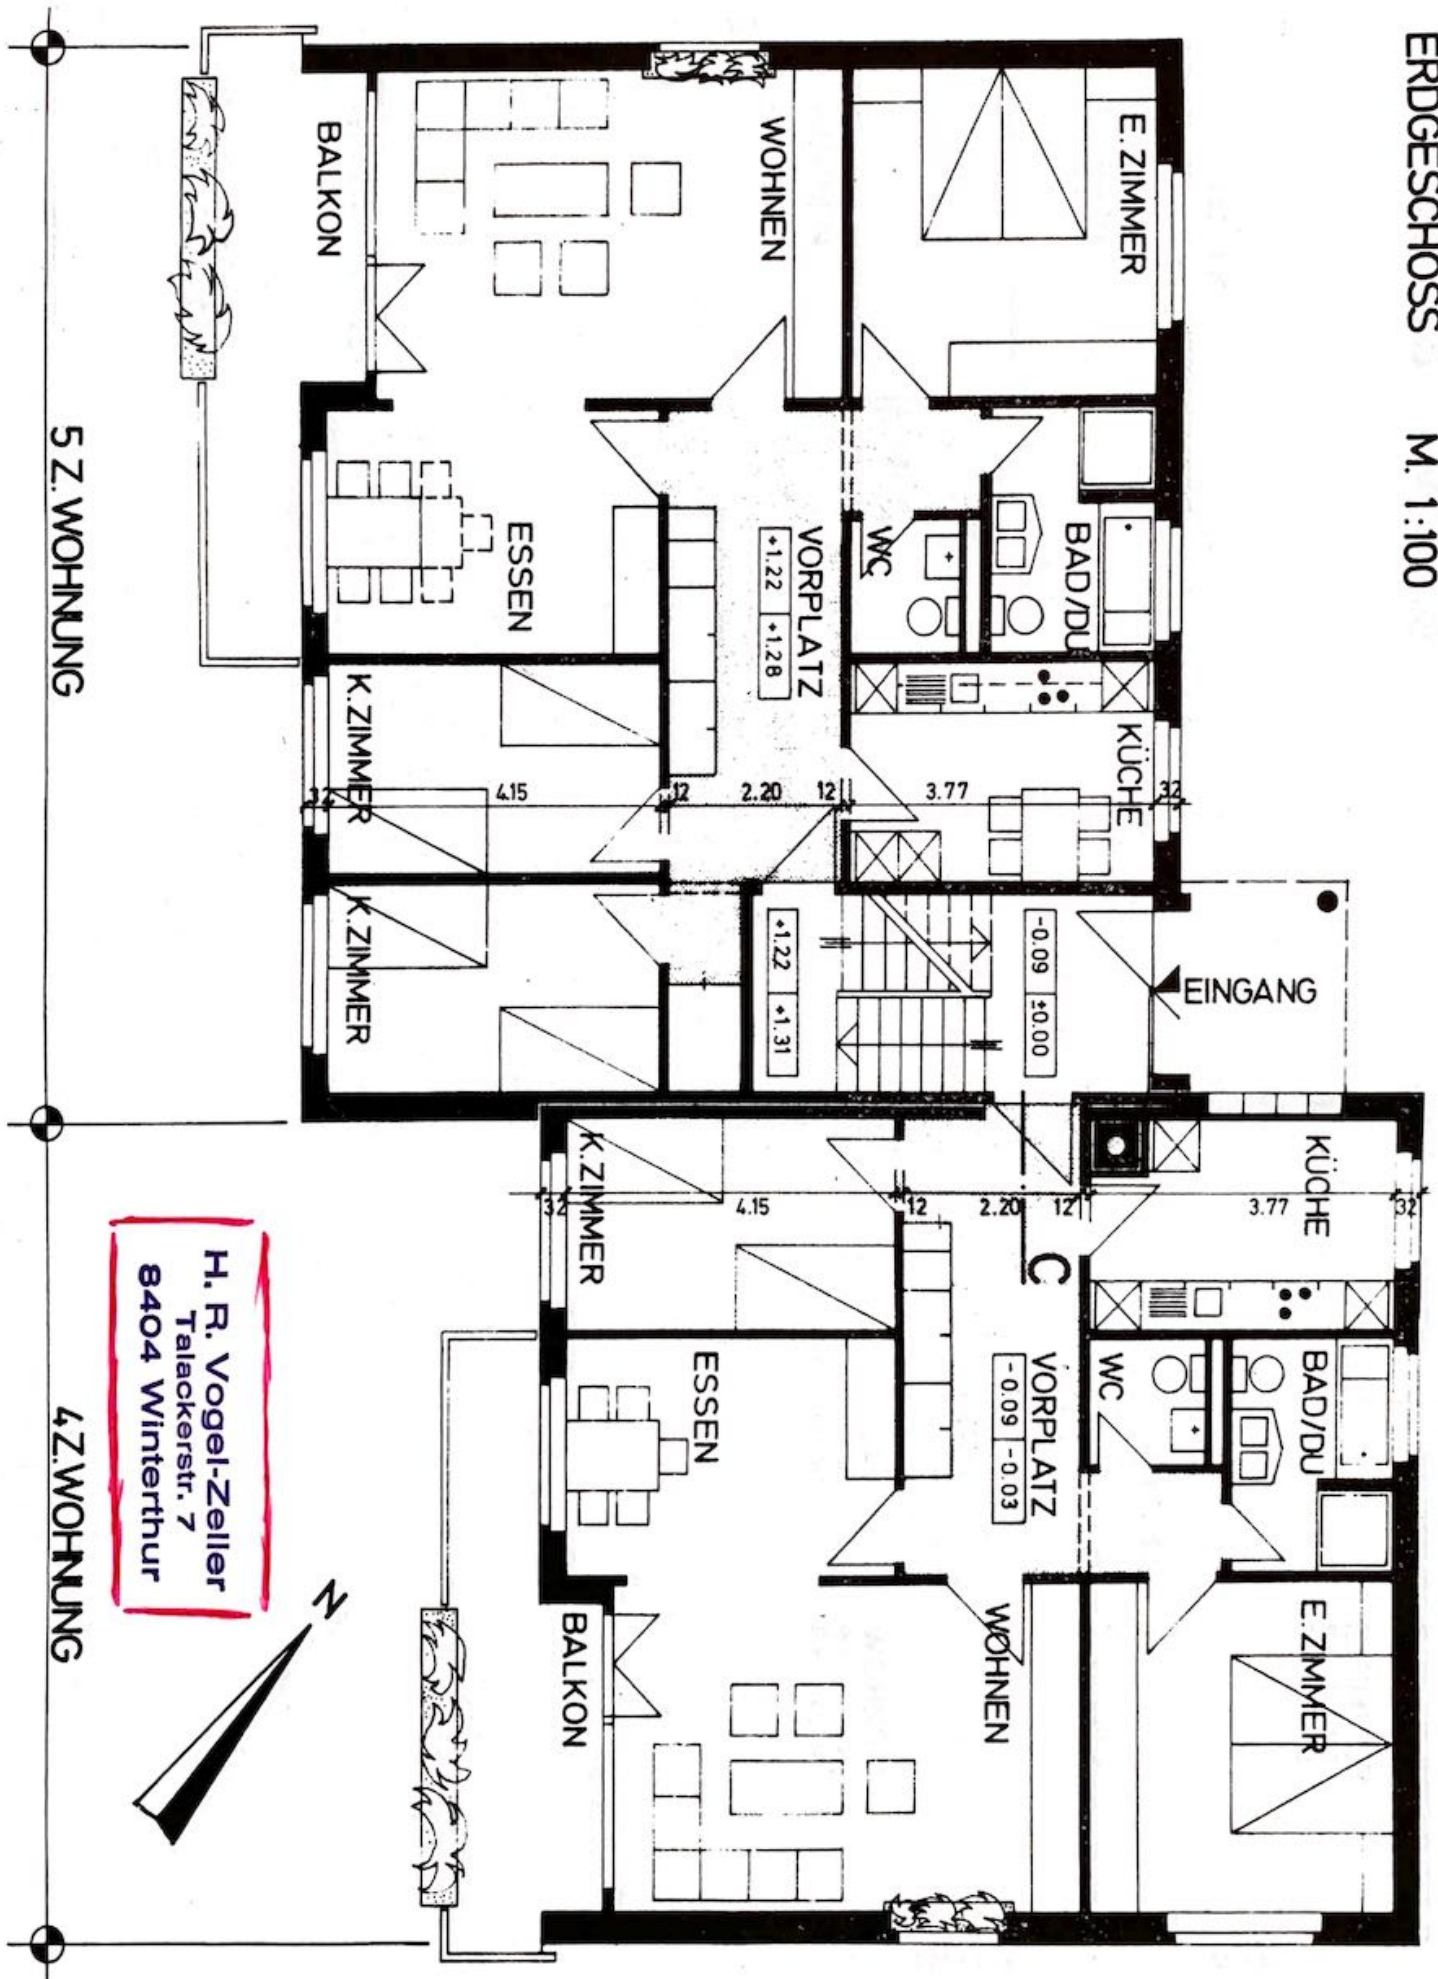 ERDGESCHOSS M. 1:100
E.ZIMMER
WOHNEN
BALKON
BAD/DU
WC
VORPLATZ
+1.22 +1.28
ESSEN
KÜCHE
K.ZIMMER
32 4.15 12 2.20 12 3.77 32
K.ZIMMER
+1.22 +1.31
-0.09 ±0.00
EINGANG
5 Z.WOHNUNG
KÜCHE
K.ZIMMER
32 4.15 12 2.20 12 3.77 32
C
BAD/DU
WC
VORPLATZ
-0.09 -0.03
ESSEN
E.ZIMMER
WOHNEN
BALKON
4 Z.WOHNUNG
H. R. Vogel-Zeller
Talackerstr. 7
8404 Winterthur
N